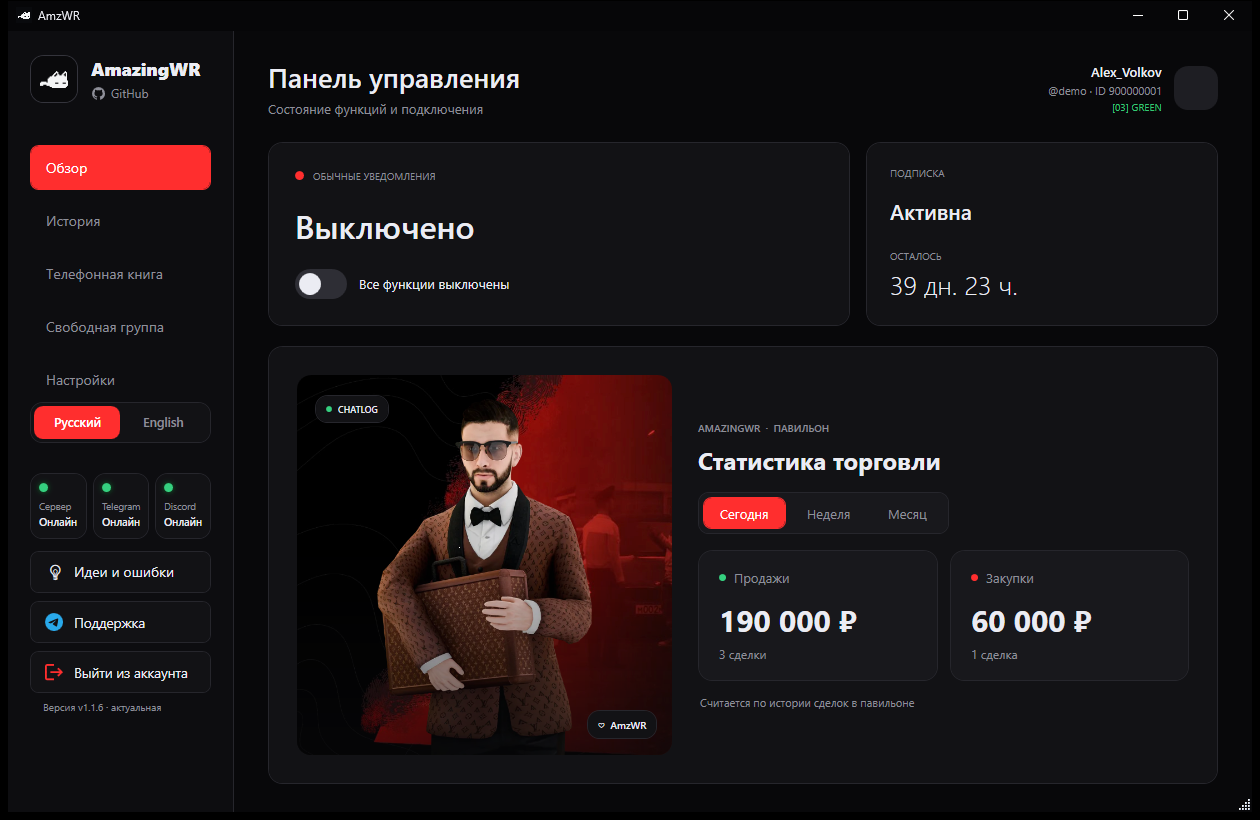 AmzWR
AmazingWR
GitHub
Обзор
История
Телефонная книга
Свободная группа
Настройки
Русский English
Сервер Telegram Discord
Онлайн Онлайн Онлайн
Идеи и ошибки
Поддержка
Выйти из аккаунта
Версия v1.1.6 · актуальная
Панель управления
Состояние функций и подключения
Alex_Volkov
@demo · ID 900000001
[03] GREEN
ОБЫЧНЫЕ УВЕДОМЛЕНИЯ
Выключено
Все функции выключены
ПОДПИСКА
Активна
ОСТАЛОСЬ
39 дн. 23 ч.
CHATLOG
AmzWR
AMAZINGWR · ПАВИЛЬОН
Статистика торговли
Сегодня Неделя Месяц
Продажи
190 000 ₽
3 сделки
Закупки
60 000 ₽
1 сделка
Считается по истории сделок в павильоне